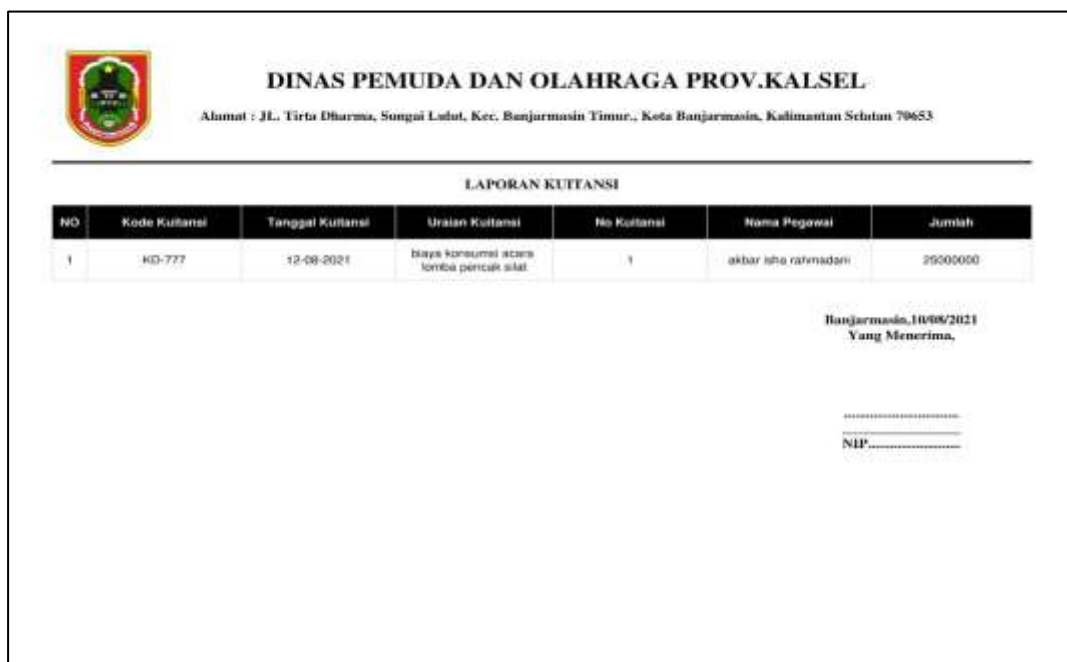 DINAS PEMUDA DAN OLAHRAGA PROV.KALSEL
Alamat : JL. Tirta Dharma, Sungai Lulut, Kec. Banjarmasin Timur., Kota Banjarmasin, Kalimantan Selatan 70653
LAPORAN KUITANSI
NO Kode Kuitansi Tanggal Kuitansi Uraian Kuitansi No Kuitansi Nama Pegawai Jumlah
1 KD-777 12-08-2021 biaya konsumsi acara lomba pencak silat 1 akbar isha rahmadani 25000000
Banjarmasin,10/08/2021
Yang Menerima,
NIP